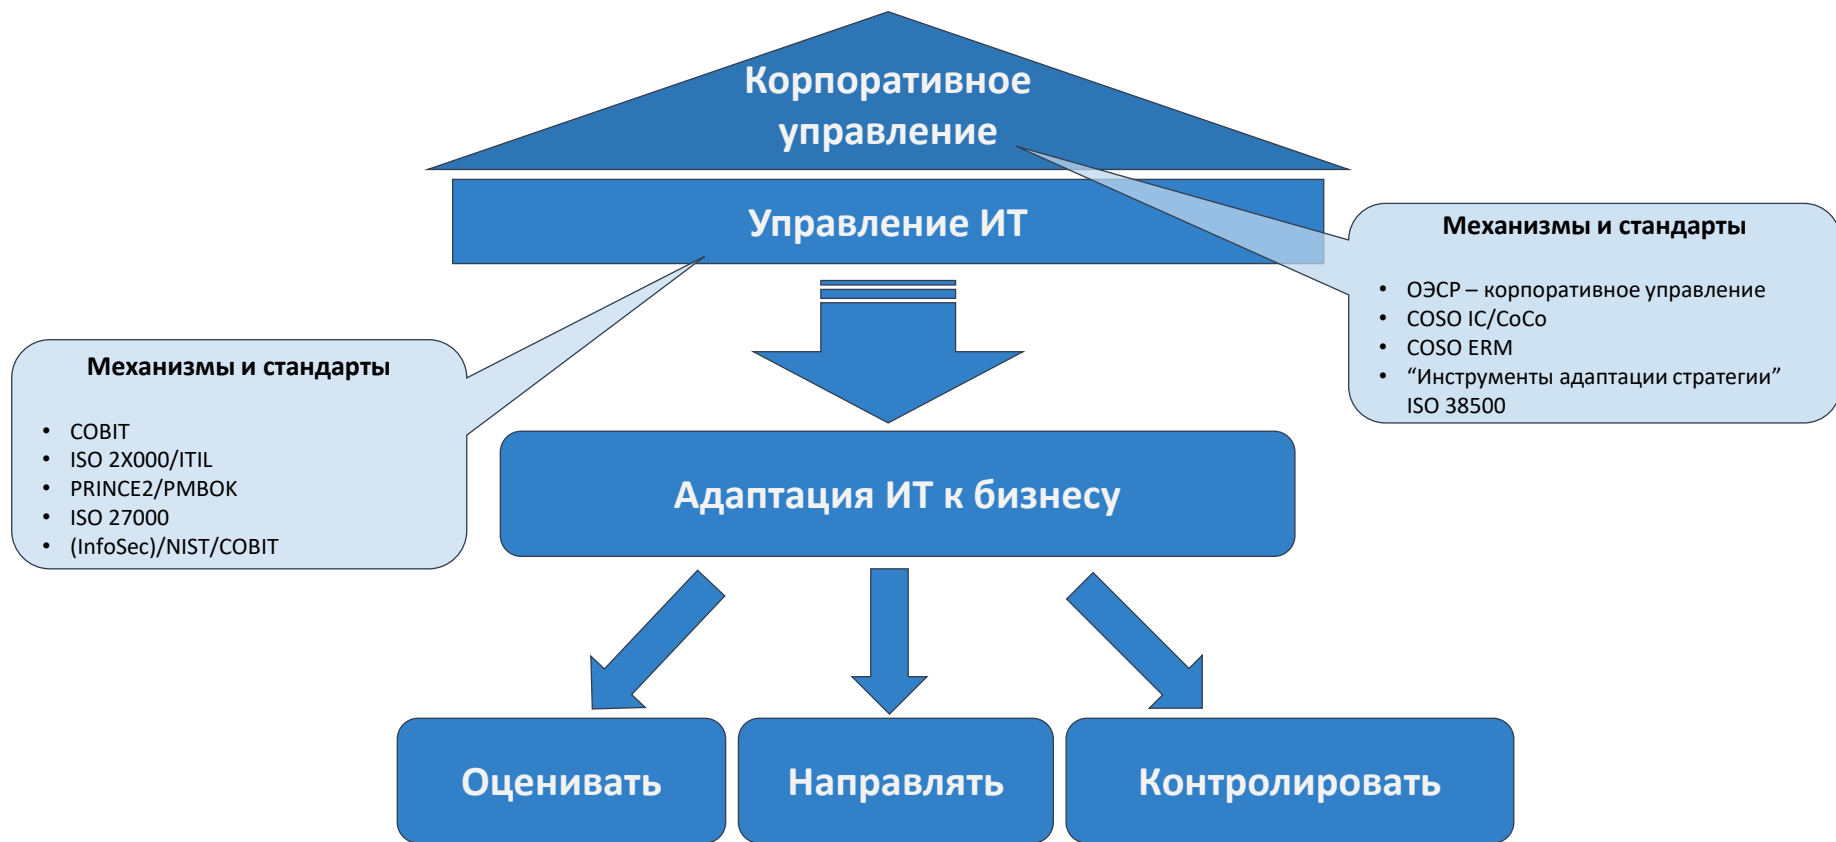 Корпоративное
управление
Управление ИТ
Механизмы и стандарты
• ОЭСР – корпоративное управление
• COSO IC/CoCo
• COSO ERM
• “Инструменты адаптации стратегии”
ISO 38500
Механизмы и стандарты
• COBIT
• ISO 2X000/ITIL
• PRINCE2/PMBOK
• ISO 27000
• (InfoSec)/NIST/COBIT
Адаптация ИТ к бизнесу
Оценивать
Направлять
Контролировать